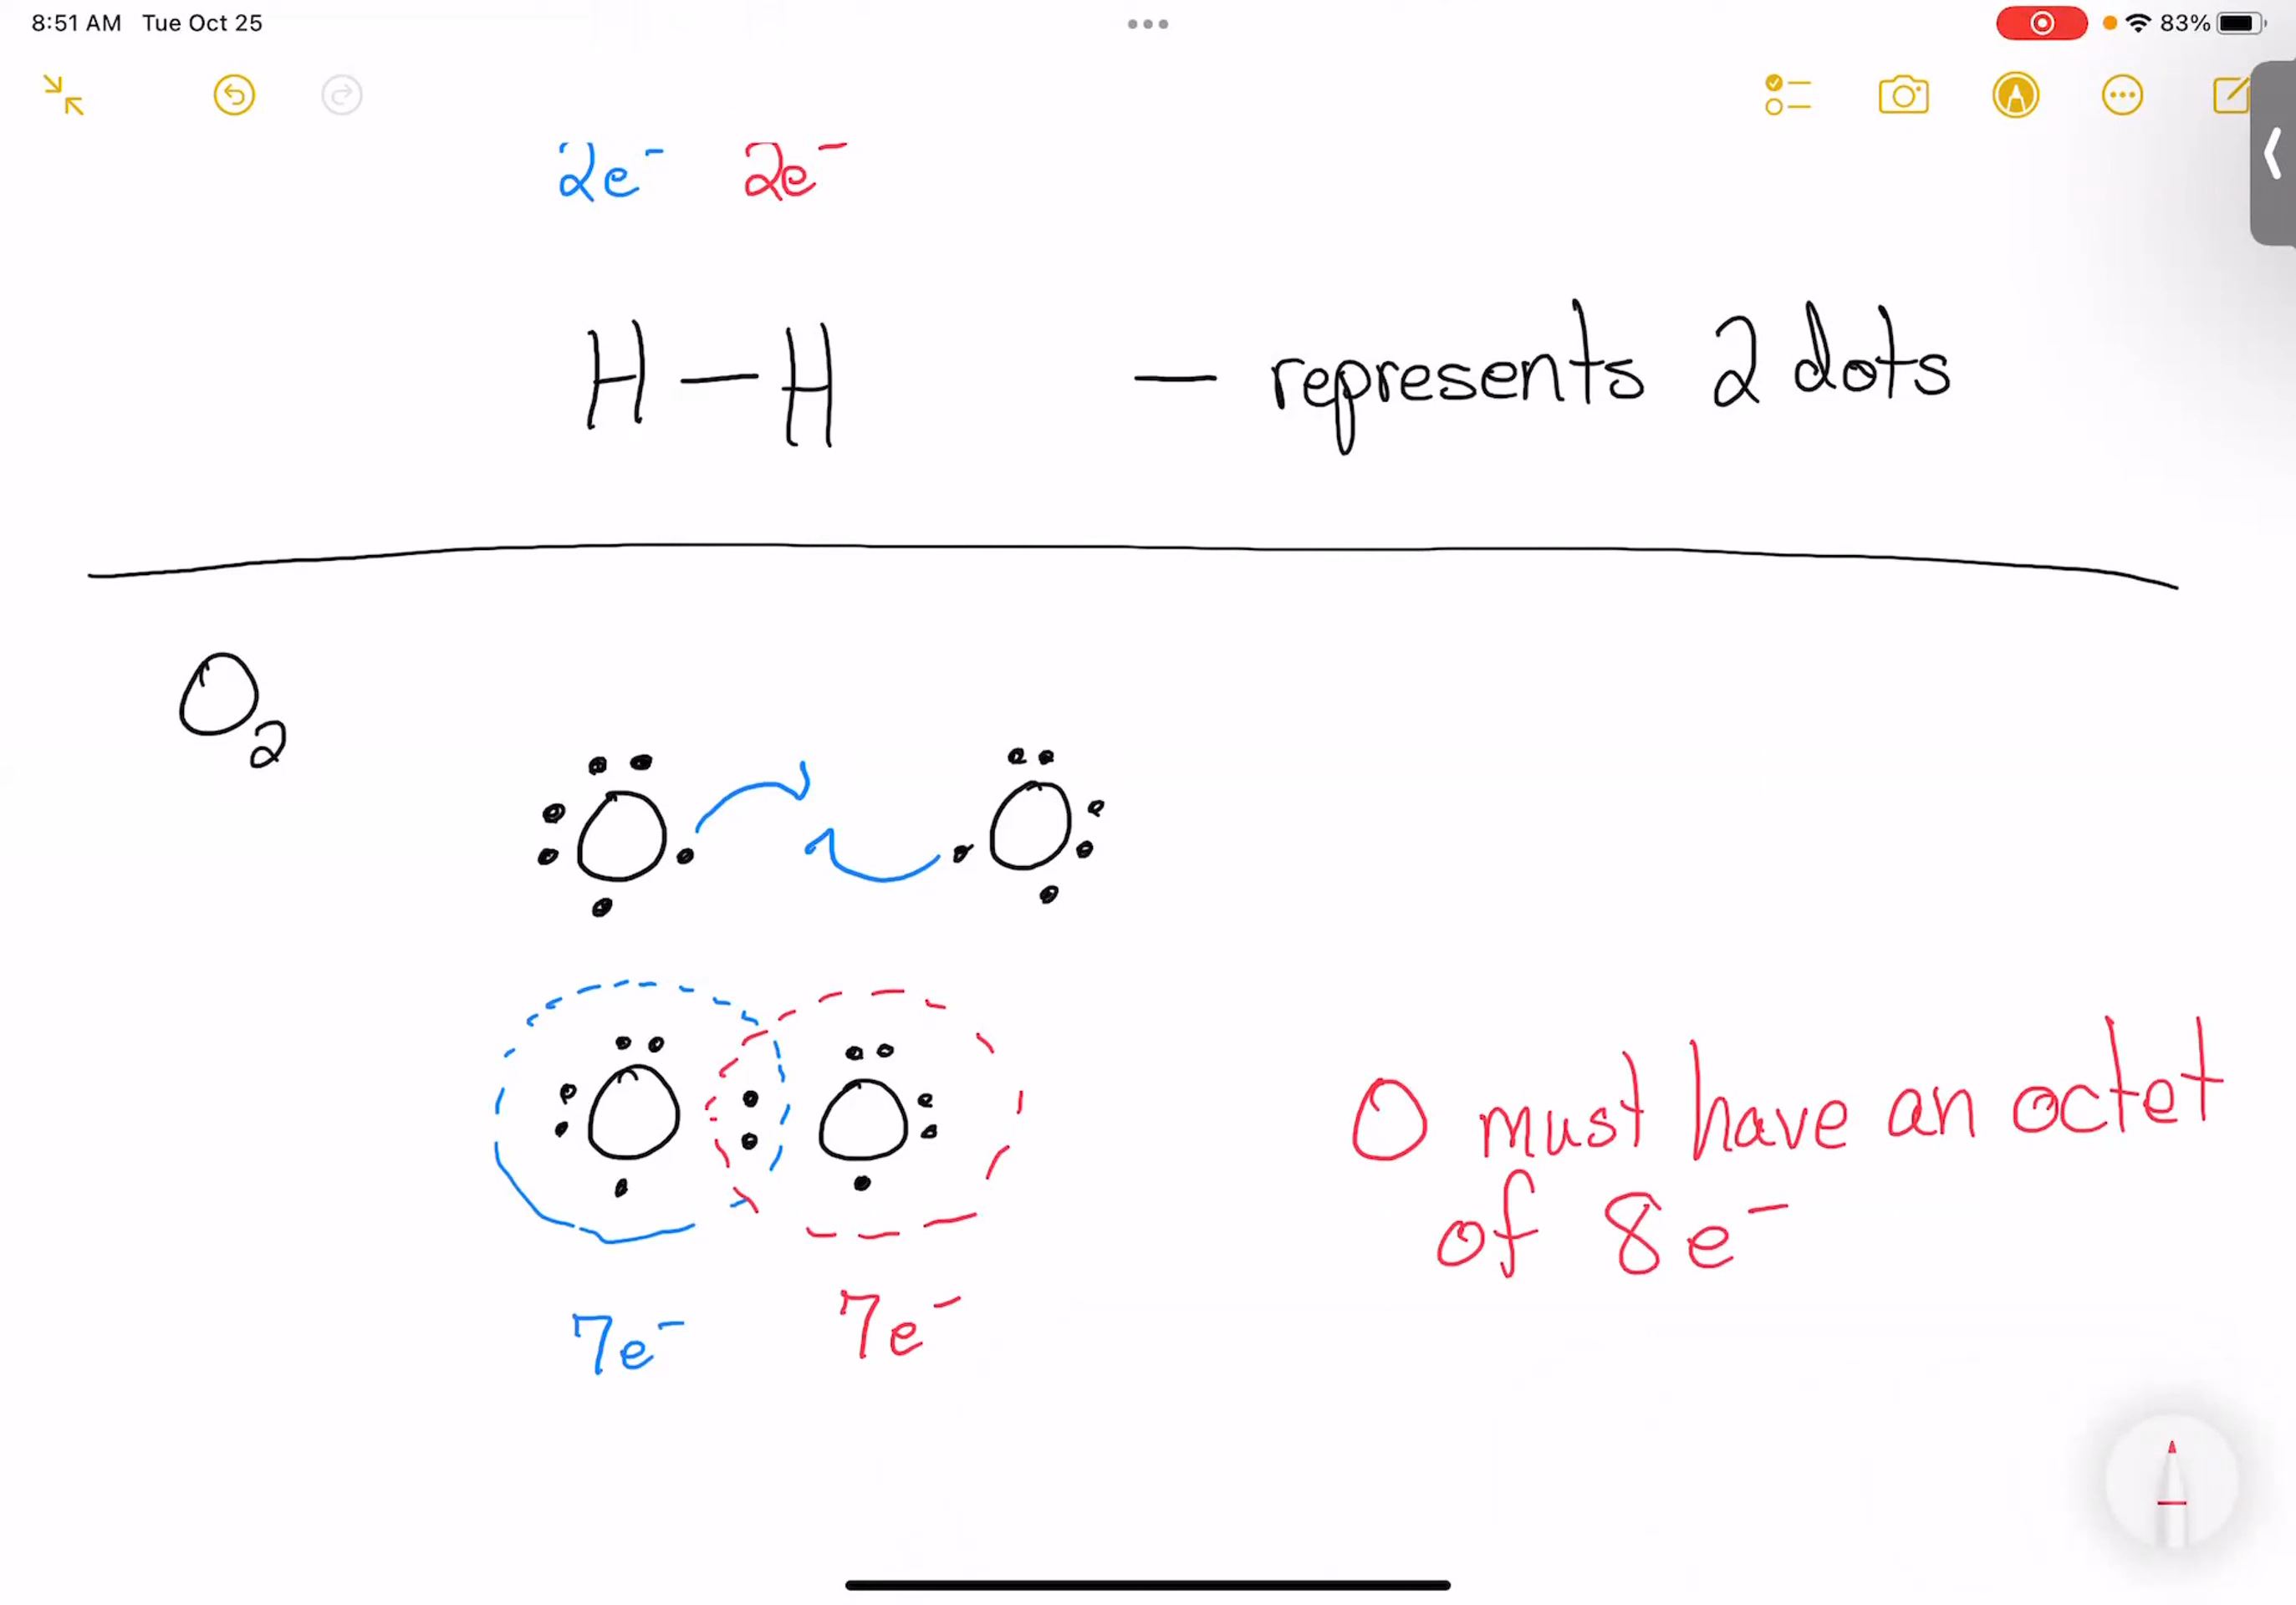 8:51 AM Tue Oct 25
83%
2e⁻ 2e⁻
H—H — represents 2 dots
O₂
O O
O O
O must have an octet
of 8e⁻
7e⁻ 7e⁻